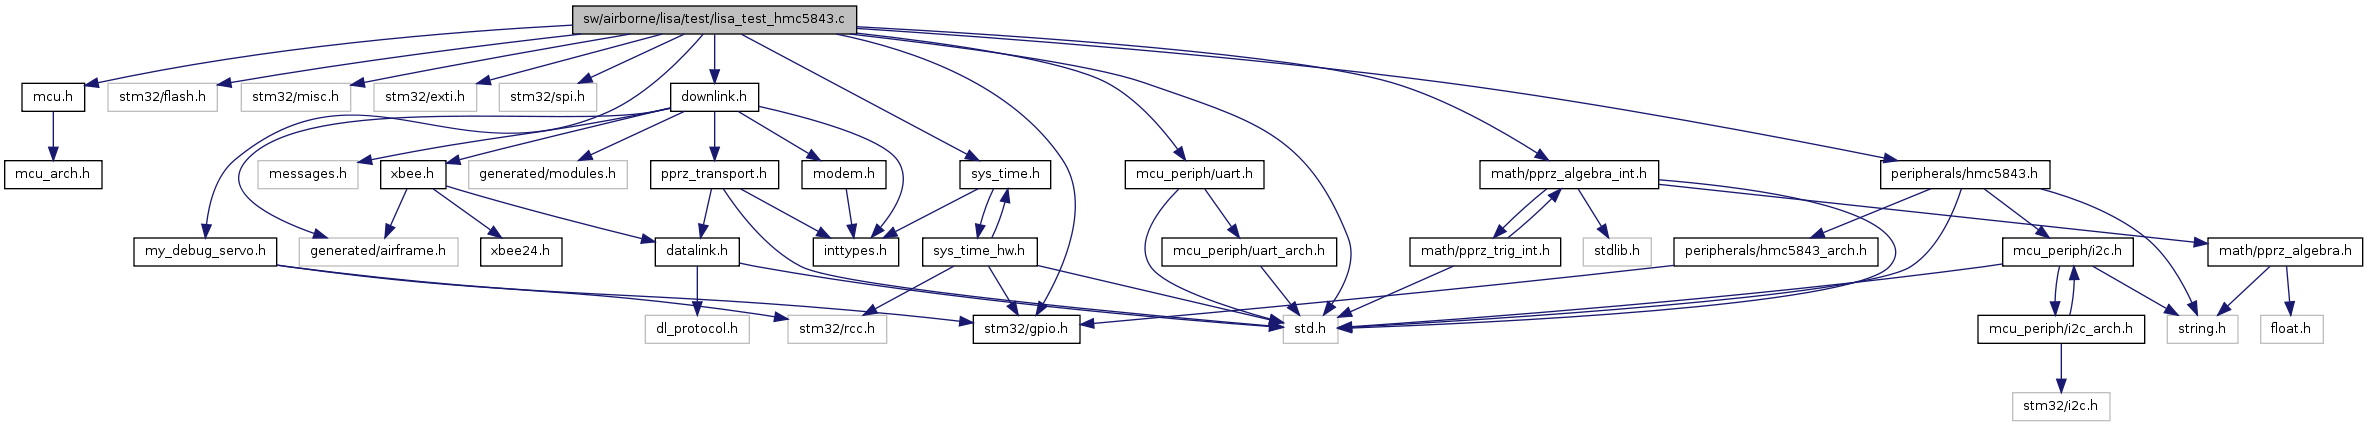 sw/airborne/lisa/test/lisa_test_hmc5843.c
mcu.h
stm32/flash.h
stm32/misc.h
stm32/exti.h
stm32/spi.h
downlink.h
mcu_arch.h
messages.h
xbee.h
generated/modules.h
pprz_transport.h
modem.h
sys_time.h
mcu_periph/uart.h
math/pprz_algebra_int.h
peripherals/hmc5843.h
my_debug_servo.h
generated/airframe.h
xbee24.h
datalink.h
inttypes.h
sys_time_hw.h
mcu_periph/uart_arch.h
math/pprz_trig_int.h
stdlib.h
peripherals/hmc5843_arch.h
mcu_periph/i2c.h
math/pprz_algebra.h
dl_protocol.h
stm32/rcc.h
stm32/gpio.h
std.h
mcu_periph/i2c_arch.h
string.h
float.h
stm32/i2c.h